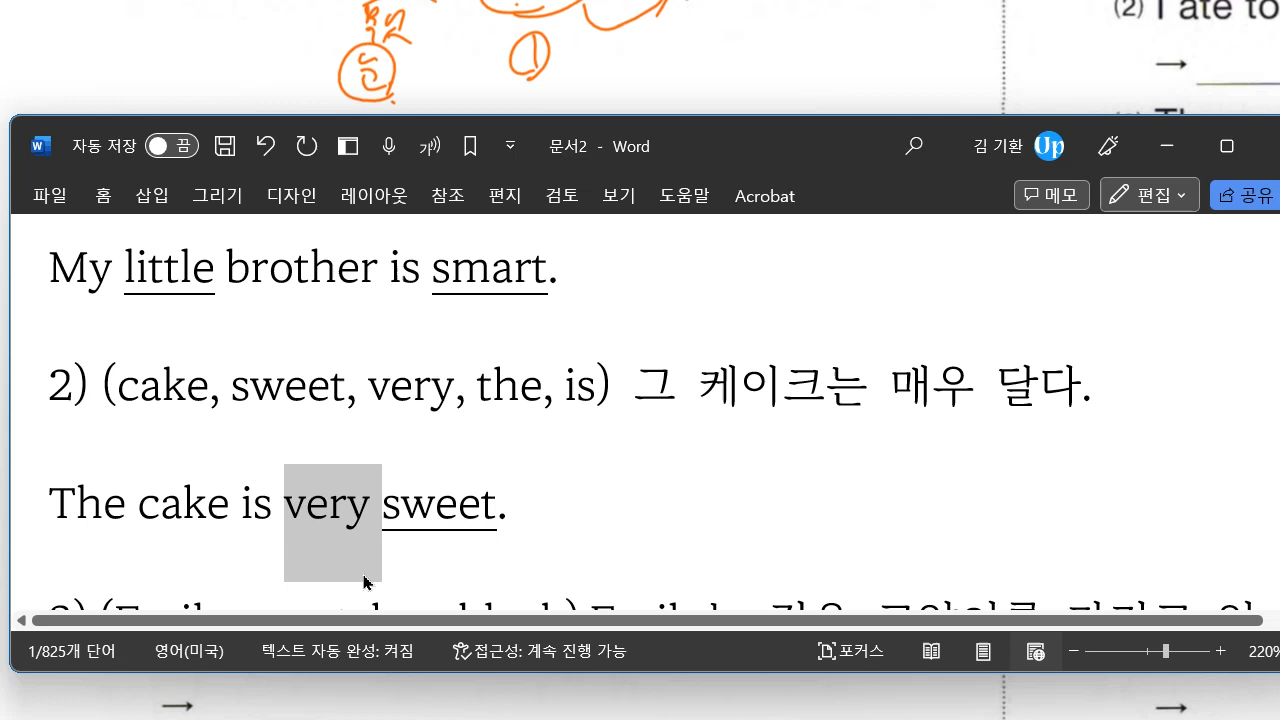 (2) I ate to
①
→
자동 저장 끔 문서2 - Word 김 기환 Up
파일 홈 삽입 그리기 디자인 레이아웃 참조 편지 검토 보기 도움말 Acrobat 메모 편집 공유
My little brother is smart.
2) (cake, sweet, very, the, is) 그 케이크는 매우 달다.
The cake is very sweet.
1/825개 단어 영어(미국) 텍스트 자동 완성: 켜짐 접근성: 계속 진행 가능 포커스 220%
→ →